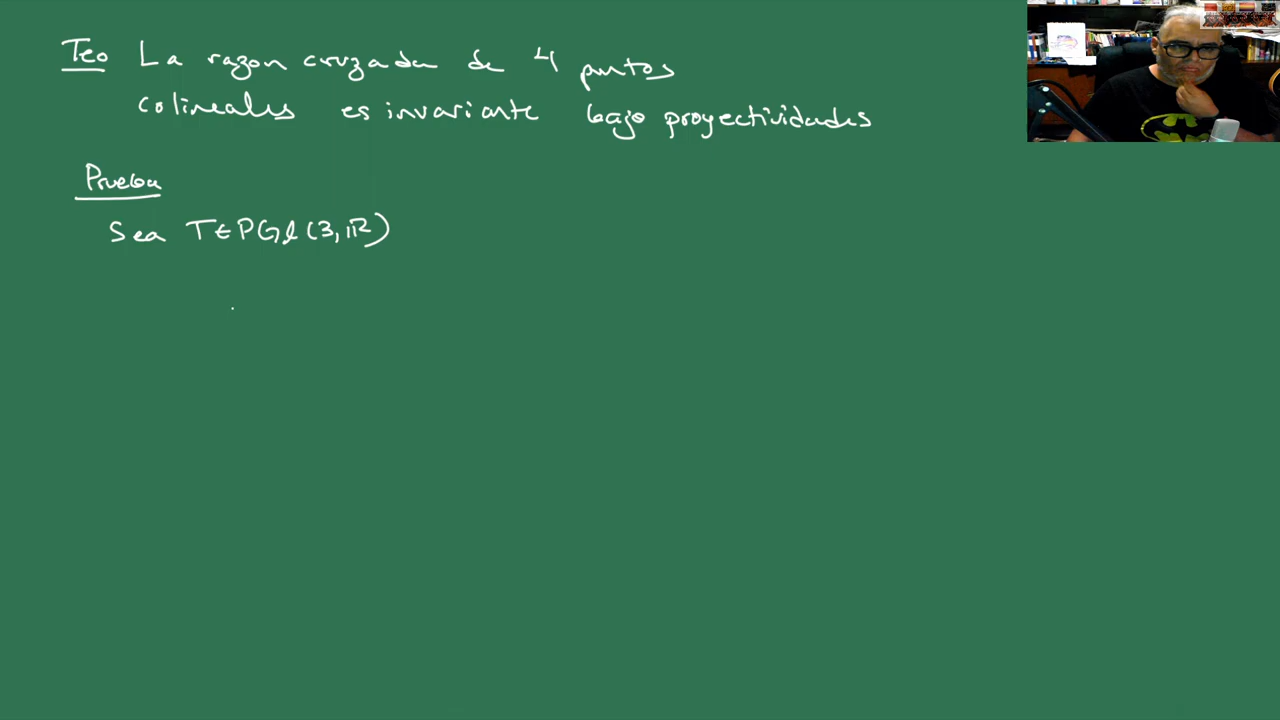 Teo La razon cruzada de 4 puntos
colineales es invariante bajo proyectividades
Prueba
Sea T∈PGl(3,ℝ)